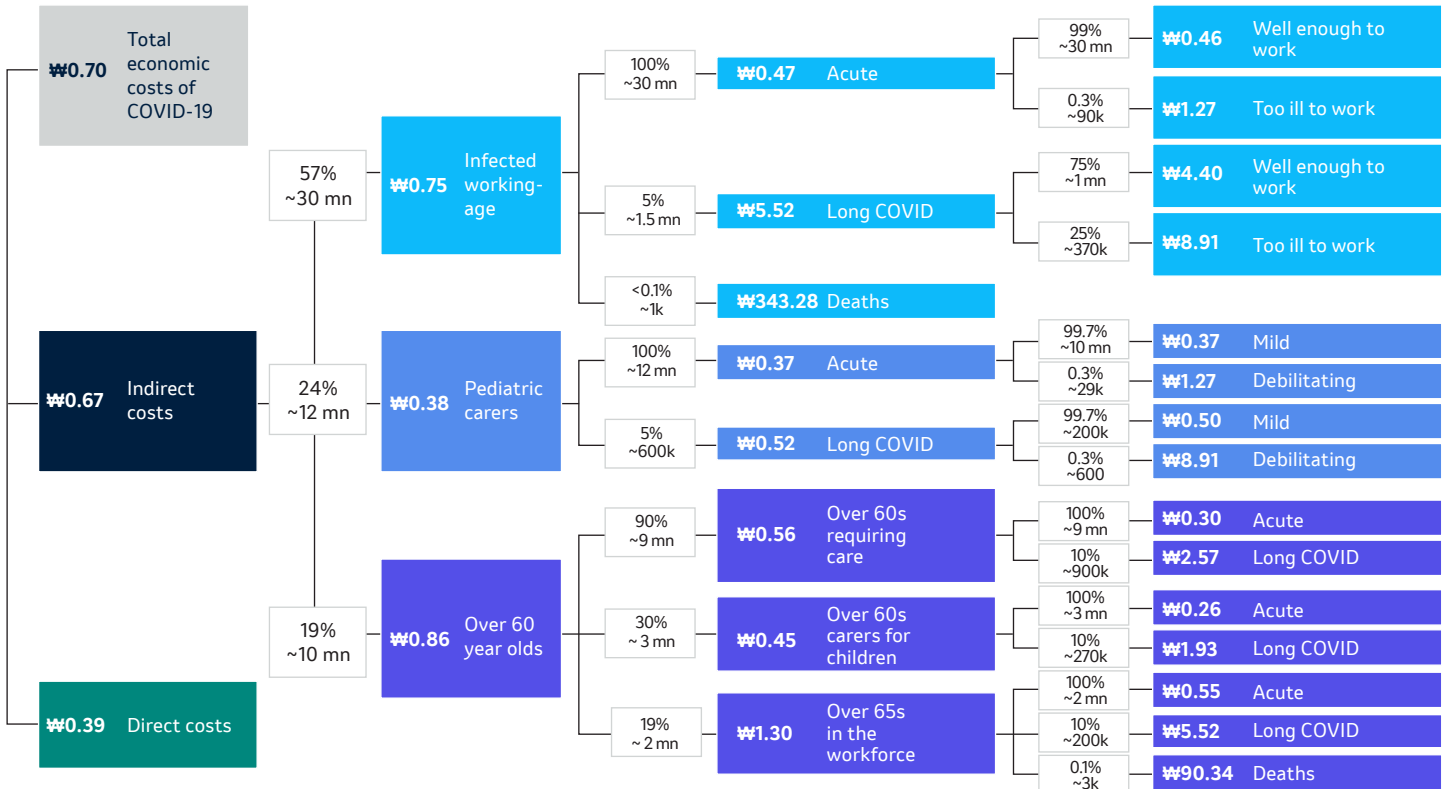 ₩0.70
Total
economic
costs of
COVID-19
₩0.67
Indirect
costs
₩0.39
Direct costs
57%
~30 mn
24%
~12 mn
19%
~10 mn
₩0.75
Infected
working-
age
₩0.38
Pediatric
carers
₩0.86
Over 60
year olds
100%
~30 mn
₩0.47
Acute
99%
~30 mn
₩0.46
Well enough to
work
0.3%
~90k
₩1.27
Too ill to work
5%
~1.5 mn
₩5.52
Long COVID
75%
~1 mn
₩4.40
Well enough to
work
25%
~370k
₩8.91
Too ill to work
<0.1%
~1k
₩343.28
Deaths
100%
~12 mn
₩0.37
Acute
99.7%
~10 mn
₩0.37
Mild
0.3%
~29k
₩1.27
Debilitating
5%
~600k
₩0.52
Long COVID
99.7%
~200k
₩0.50
Mild
0.3%
~600
₩8.91
Debilitating
90%
~9 mn
₩0.56
Over 60s
requiring
care
100%
~9 mn
₩0.30
Acute
10%
~900k
₩2.57
Long COVID
30%
~ 3 mn
₩0.45
Over 60s
carers for
children
100%
~3 mn
₩0.26
Acute
10%
~270k
₩1.93
Long COVID
19%
~ 2 mn
₩1.30
Over 65s
in the
workforce
100%
~2 mn
₩0.55
Acute
10%
~200k
₩5.52
Long COVID
0.1%
~3k
₩90.34
Deaths